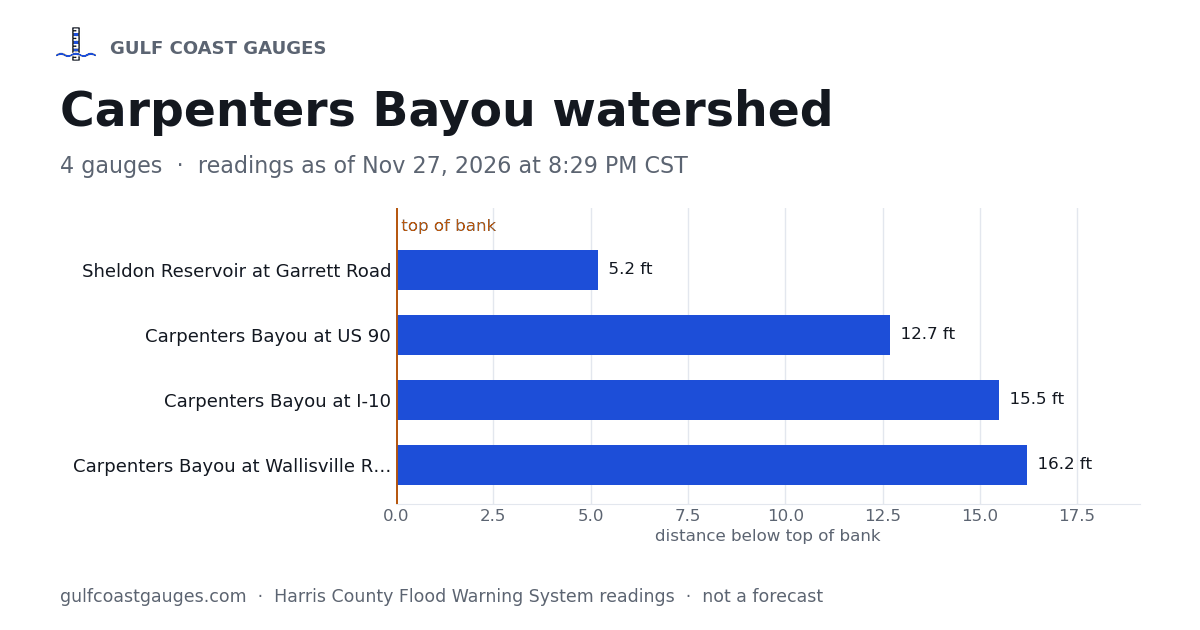 GULF COAST GAUGES
Carpenters Bayou watershed
4 gauges · readings as of Nov 27, 2026 at 8:29 PM CST
top of bank
Sheldon Reservoir at Garrett Road 5.2 ft
Carpenters Bayou at US 90 12.7 ft
Carpenters Bayou at I-10 15.5 ft
Carpenters Bayou at Wallisville R… 16.2 ft
0.0 2.5 5.0 7.5 10.0 12.5 15.0 17.5
distance below top of bank
gulfcoastgauges.com · Harris County Flood Warning System readings · not a forecast